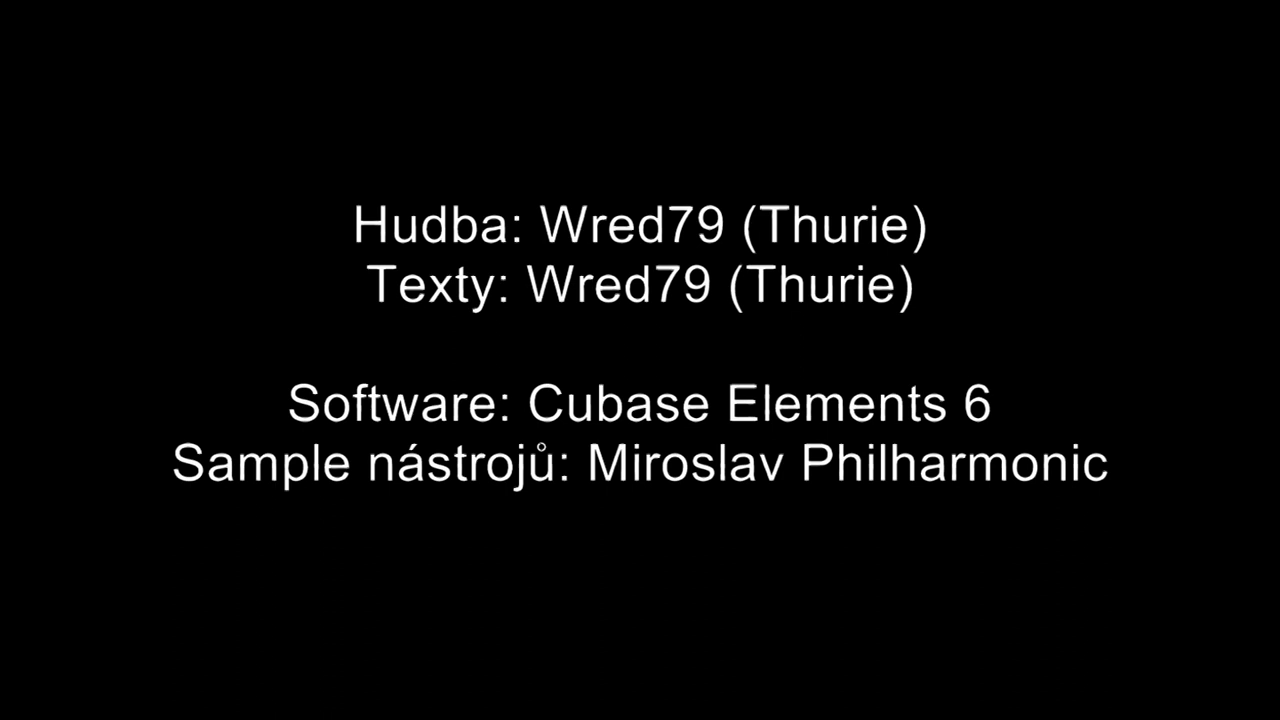 Hudba: Wred79 (Thurie)
Texty: Wred79 (Thurie)
Software: Cubase Elements 6
Sample nástrojů: Miroslav Philharmonic